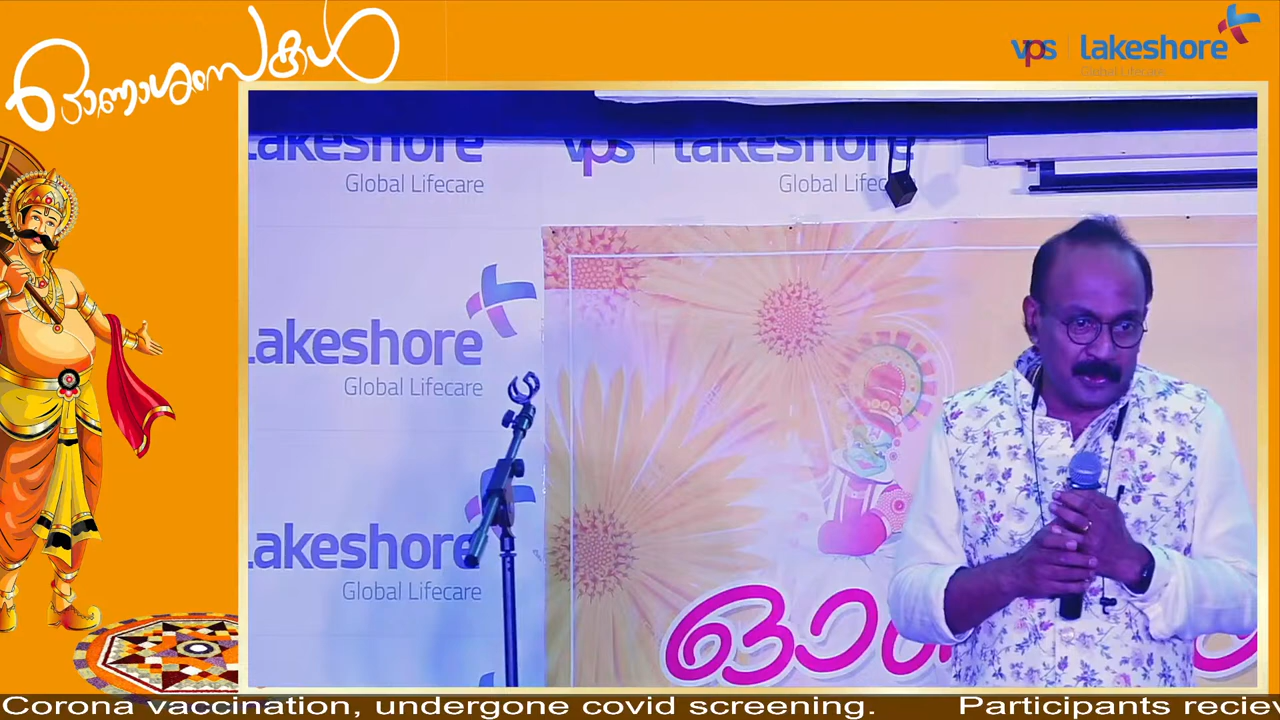 ഓണാശംസകൾ
vps lakeshore
Global Lifecare
lakeshore vps lakeshore
Global Lifecare Global Lifec
lakeshore
Global Lifecare
lakeshore
Global Lifecare
ഓണ
Corona vaccination, undergone covid screening. Participants reciev